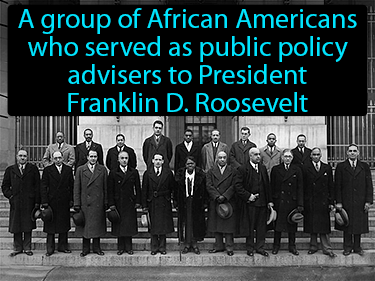 A group of African Americans
who served as public policy
advisers to President
Franklin D. Roosevelt